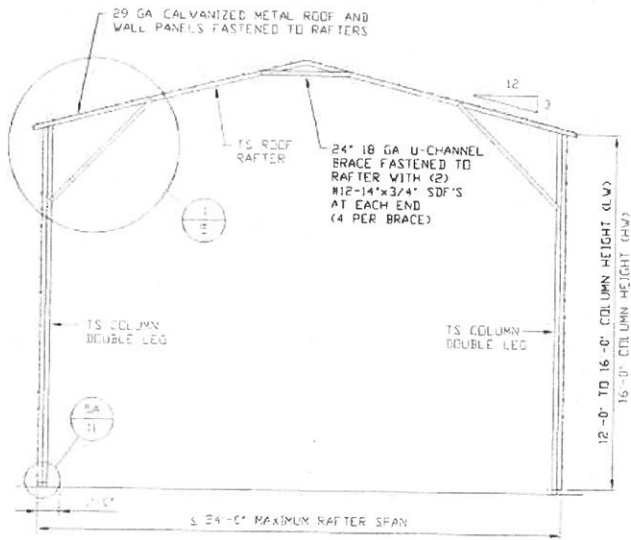 29 GA GALVANIZED METAL ROOF AND
WALL PANELS FASTENED TO RAFTERS
12
3
TS ROOF
RAFTER
24" 18 GA U-CHANNEL
BRACE FASTENED TO
RAFTER WITH (2)
#12-14"x3/4" SDF'S
AT EACH END
(4 PER BRACE)
TS COLUMN
DOUBLE LEG
TS COLUMN
DOUBLE LEG
12'-0" TO 16'-0" COLUMN HEIGHT (LW)
16'-0" COLUMN HEIGHT (HW)
5A
11
MAXIMUM RAFTER SPAN